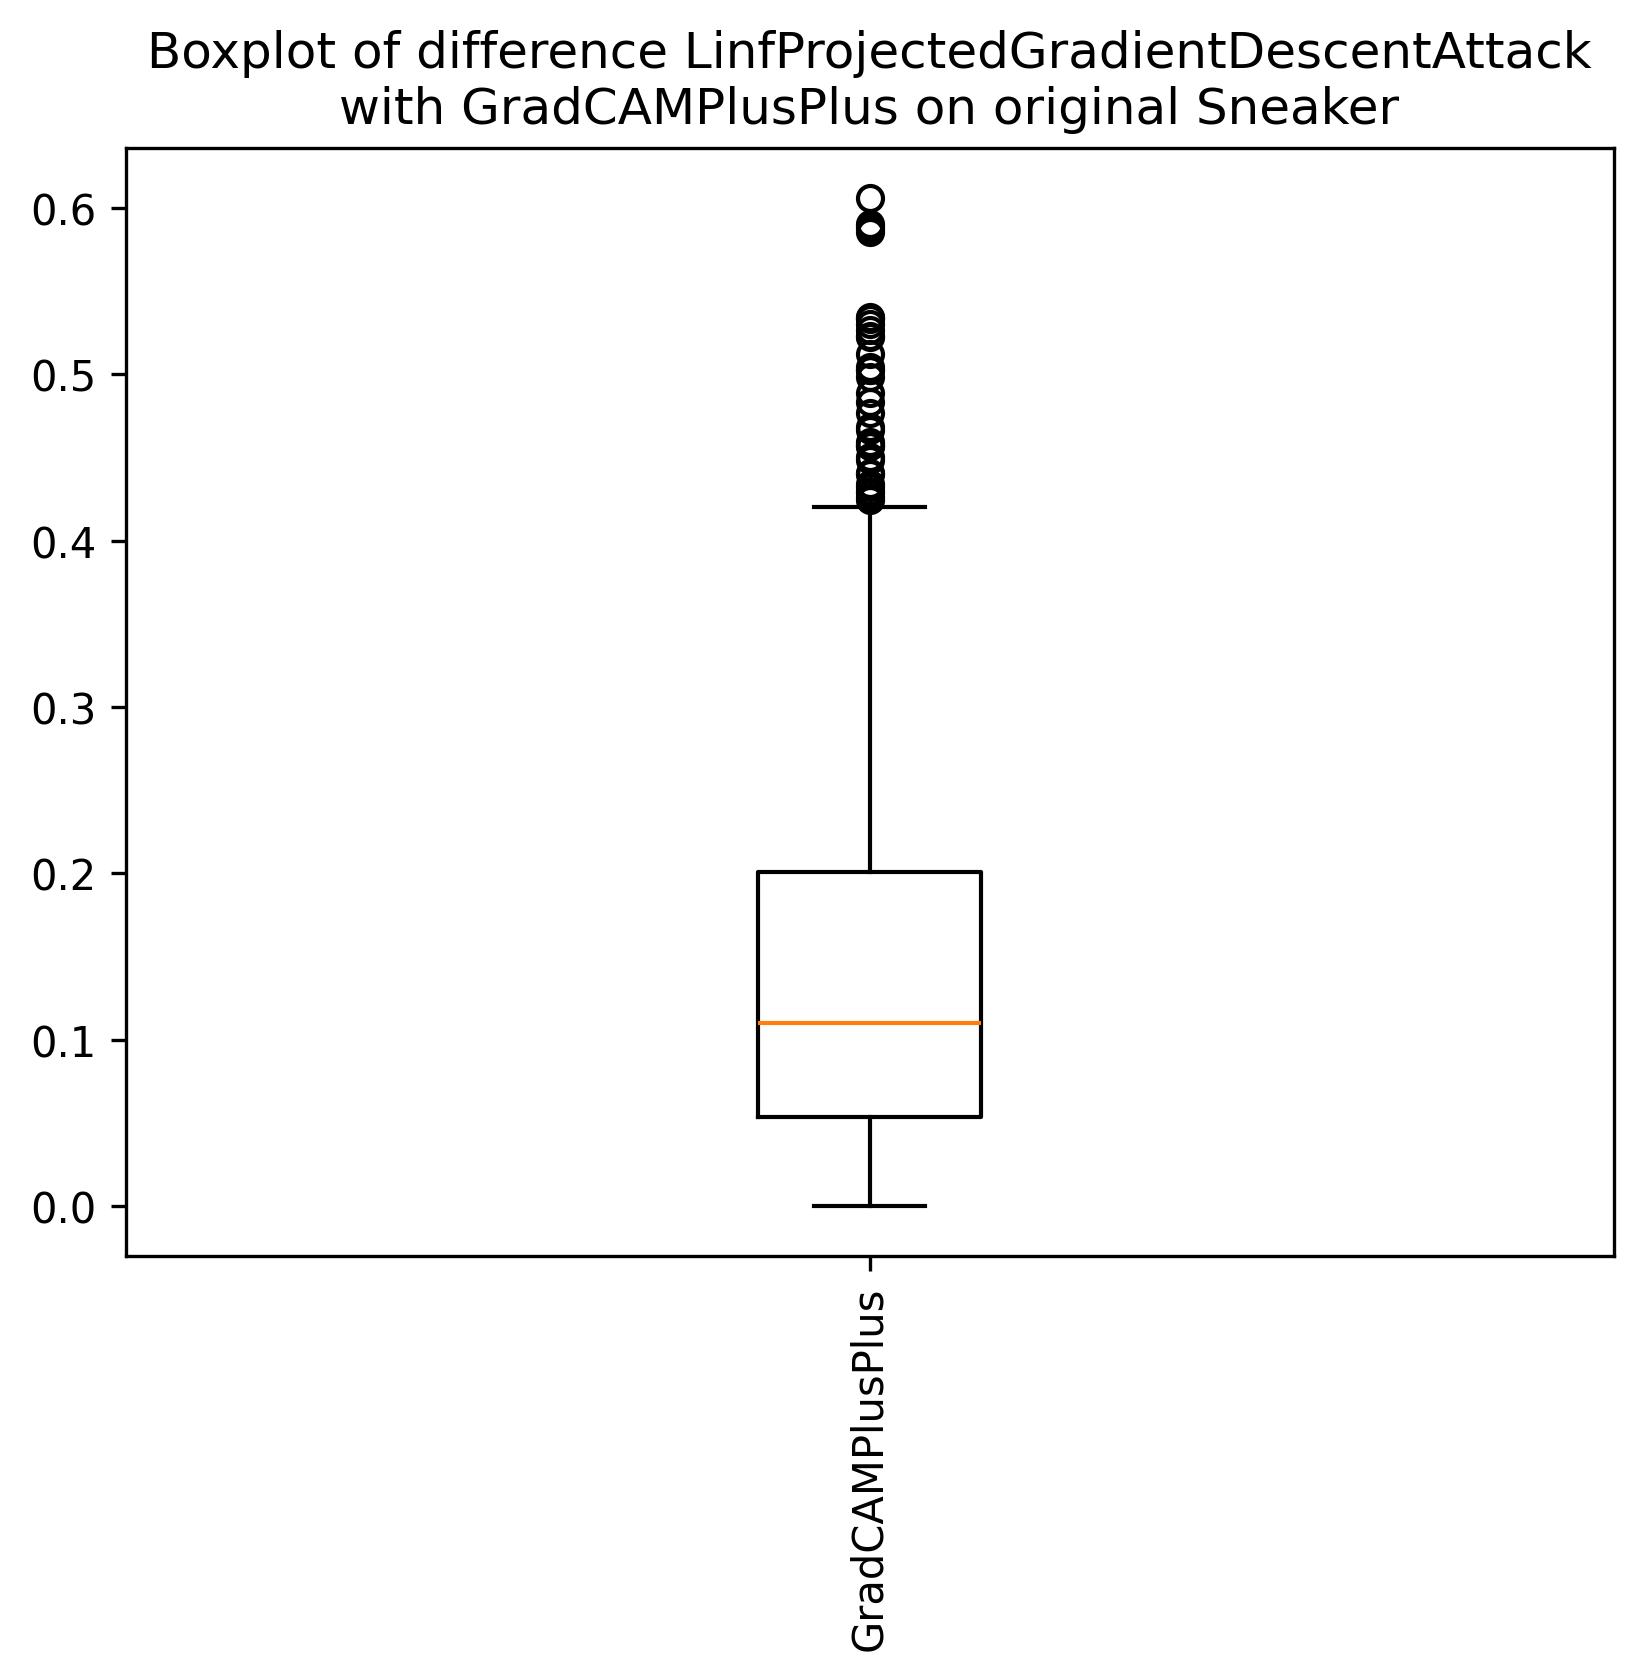 Boxplot of difference LinfProjectedGradientDescentAttack
with GradCAMPlusPlus on original Sneaker
0.6
0.5
0.4
0.3
0.2
0.1
0.0
GradCAMPlusPlus